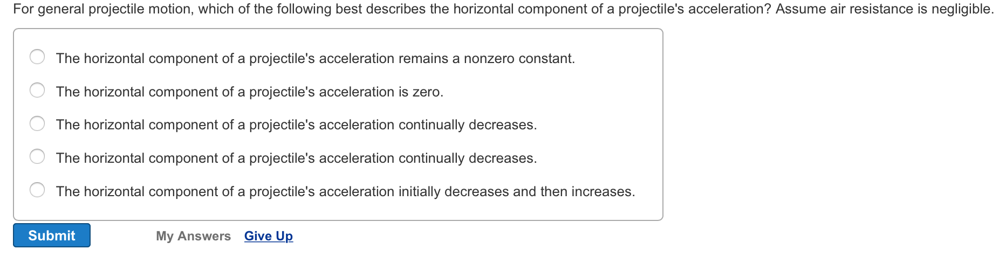 For general projectile motion, which of the following best describes the horizontal component of a projectile's acceleration? Assume air resistance is negligible.
The horizontal component of a projectile's acceleration remains a nonzero constant.
The horizontal component of a projectile's acceleration is zero.
The horizontal component of a projectile's acceleration continually decreases.
The horizontal component of a projectile's acceleration continually decreases.
The horizontal component of a projectile's acceleration initially decreases and then increases.
Submit My Answers Give Up